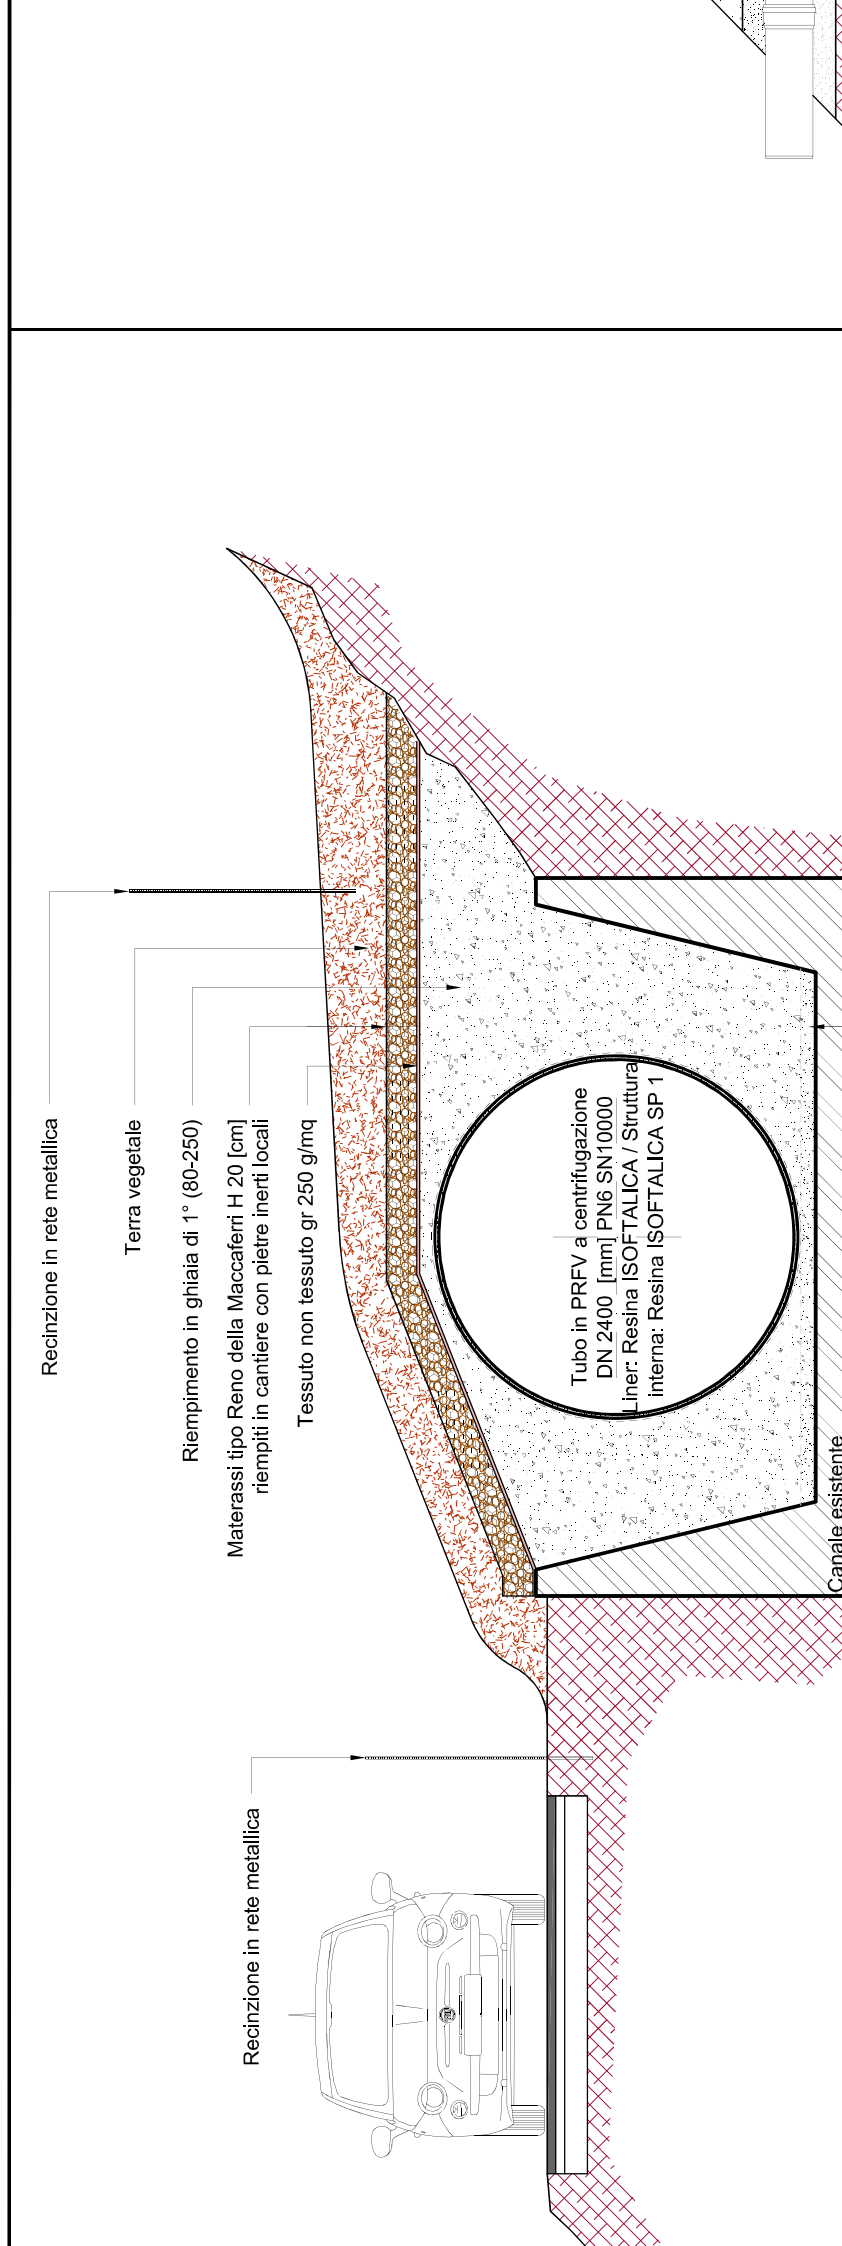 Recinzione in rete metallica
Terra vegetale
Riempimento in ghiaia di 1° (80-250)
Materassi tipo Reno della Maccaferri H 20 [cm]
riempiti in cantiere con pietre inerti locali
Tessuto non tessuto gr 250 g/mq
Tubo in PRFV a centrifugazione
DN 2400 [mm] PN6 SN10000
Liner: Resina ISOFTALICA / Struttura
interna: Resina ISOFTALICA SP 1
Canale esistente
Recinzione in rete metallica